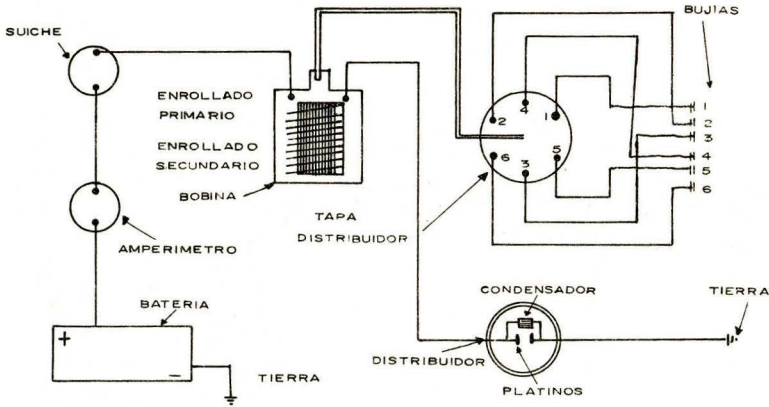 SUICHE
BUJIAS
ENROLLADO
PRIMARIO
ENROLLADO
SECUNDARIO
BOBINA
TAPA
DISTRIBUIDOR
AMPERIMETRO
BATERIA
+
−
TIERRA
2
4
1
6
3
5
1
2
3
4
5
6
CONDENSADOR
DISTRIBUIDOR
PLATINOS
TIERRA